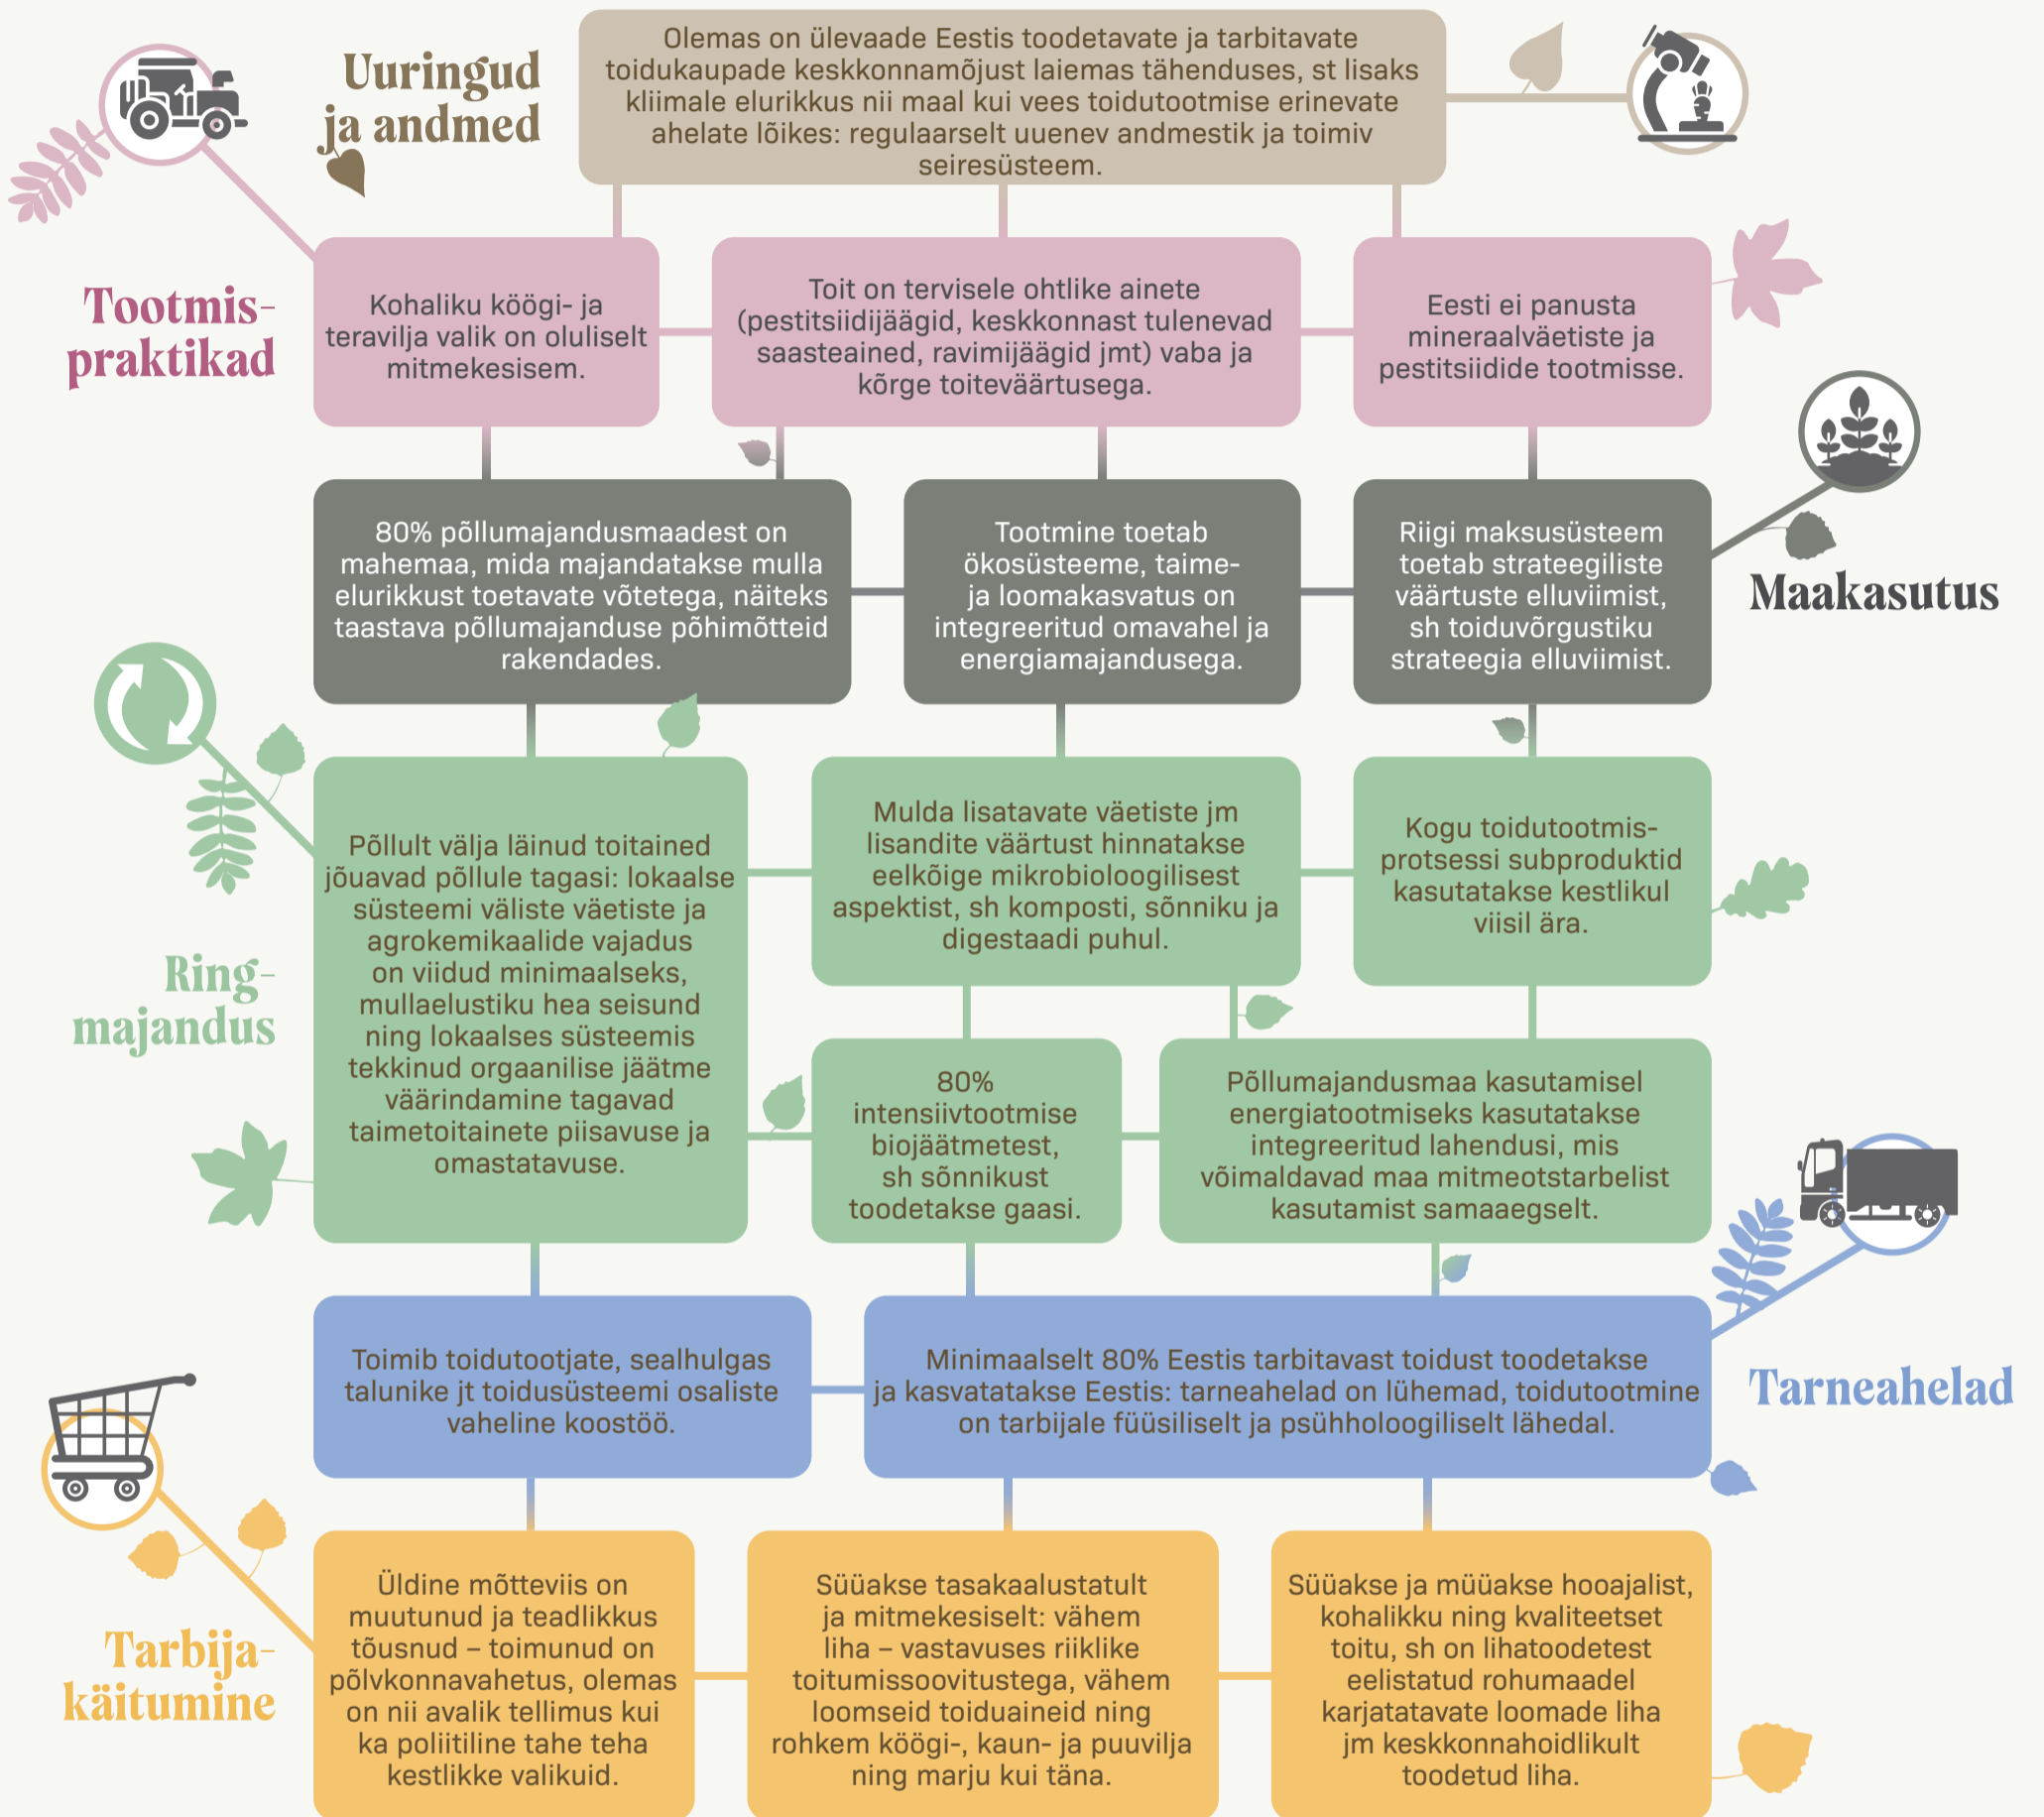 Uuringud
ja andmed
Olemas on ülevaade Eestis toodetavate ja tarbitavate
toidukaupade keskkonnamõjust laiemas tähenduses, st lisaks
kliimale elurikkus nii maal kui vees toidutootmise erinevate
ahelate lõikes: regulaarselt uuenev andmestik ja toimiv
seiresüsteem.
Tootmis-
praktikad
Kohaliku köögi- ja
teravilja valik on oluliselt
mitmekesisem.
Toit on tervisele ohtlike ainete
(pestitsiidijäägid, keskkonnast tulenevad
saasteained, ravimijäägid jmt) vaba ja
kõrge toiteväärtusega.
Eesti ei panusta
mineraalväetiste ja
pestitsiidide tootmisse.
80% põllumajandusmaadest on
mahemaa, mida majandatakse mulla
elurikkust toetavate võtetega, näiteks
taastava põllumajanduse põhimõtteid
rakendades.
Tootmine toetab
ökosüsteeme, taime-
ja loomakasvatus on
integreeritud omavahel ja
energiamajandusega.
Riigi maksusüsteem
toetab strateegiliste
väärtuste elluviimist,
sh toiduvõrgustiku
strateegia elluviimist.
Maakasutus
Ring-
majandus
Põllult välja läinud toitained
jõuavad põllule tagasi: lokaalse
süsteemi väliste väetiste ja
agrokemikaalide vajadus
on viidud minimaalseks,
mullaelustiku hea seisund
ning lokaalses süsteemis
tekkinud orgaanilise jäätme
väärindamine tagavad
taimetoitainete piisavuse ja
omastatavuse.
Mulda lisatavate väetiste jm
lisandite väärtust hinnatakse
eelkõige mikrobioloogilisest
aspektist, sh komposti, sõnniku ja
digestaadi puhul.
Kogu toidutootmis-
protsessi subproduktid
kasutatakse kestlikul
viisil ära.
80%
intensiivtootmise
biojäätmetest,
sh sõnnikust
toodetakse gaasi.
Põllumajandusmaa kasutamisel
energiatootmiseks kasutatakse
integreeritud lahendusi, mis
võimaldavad maa mitmeotstarbelist
kasutamist samaaegselt.
Toimib toidutootjate, sealhulgas
talunike jt toidusüsteemi osaliste
vaheline koostöö.
Minimaalselt 80% Eestis tarbitavast toidust toodetakse
ja kasvatatakse Eestis: tarneahelad on lühemad, toidutootmine
on tarbijale füüsiliselt ja psühholoogiliselt lähedal.
Tarneahelad
Tarbija-
käitumine
Üldine mõtteviis on
muutunud ja teadlikkus
tõusnud – toimunud on
põlvkonnavahetus, olemas
on nii avalik tellimus kui
ka poliitiline tahe teha
kestlikke valikuid.
Süüakse tasakaalustatult
ja mitmekesiselt: vähem
liha – vastavuses riiklike
toitumissoovitustega, vähem
loomseid toiduaineid ning
rohkem köögi-, kaun- ja puuvilja
ning marju kui täna.
Süüakse ja müüakse hooajalist,
kohalikku ning kvaliteetset
toitu, sh on lihatoodetest
eelistatud rohumaadel
karjatatavate loomade liha
jm keskkonnahoidlikult
toodetud liha.